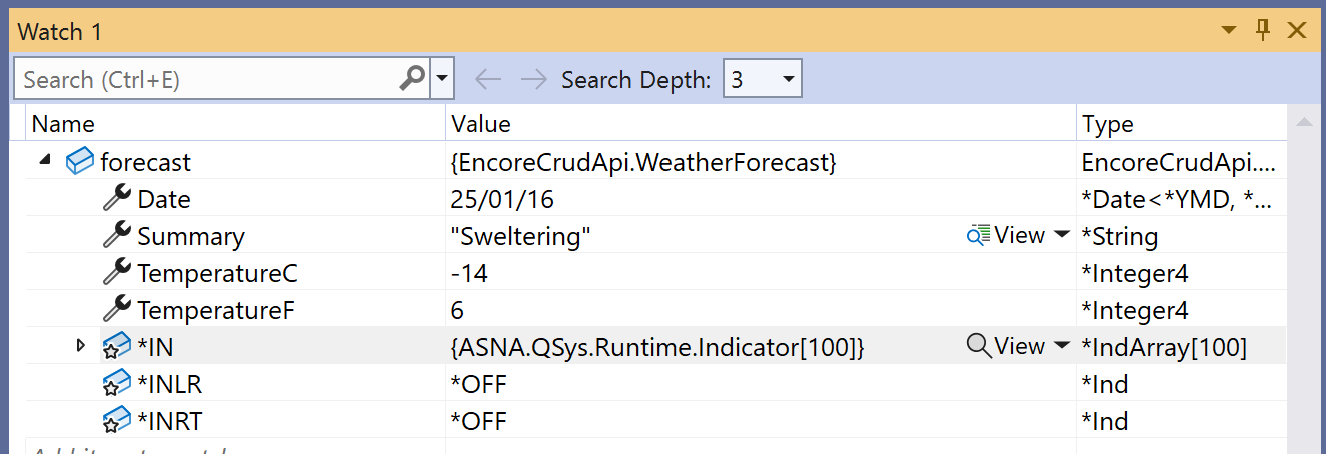 Watch 1
Search (Ctrl+E) Search Depth: 3
Name Value Type
forecast {EncoreCrudApi.WeatherForecast} EncoreCrudApi....
Date 25/01/16 *Date<*YMD, *...
Summary "Sweltering" View *String
TemperatureC -14 *Integer4
TemperatureF 6 *Integer4
*IN {ASNA.QSys.Runtime.Indicator[100]} View *IndArray[100]
*INLR *OFF *Ind
*INRT *OFF *Ind